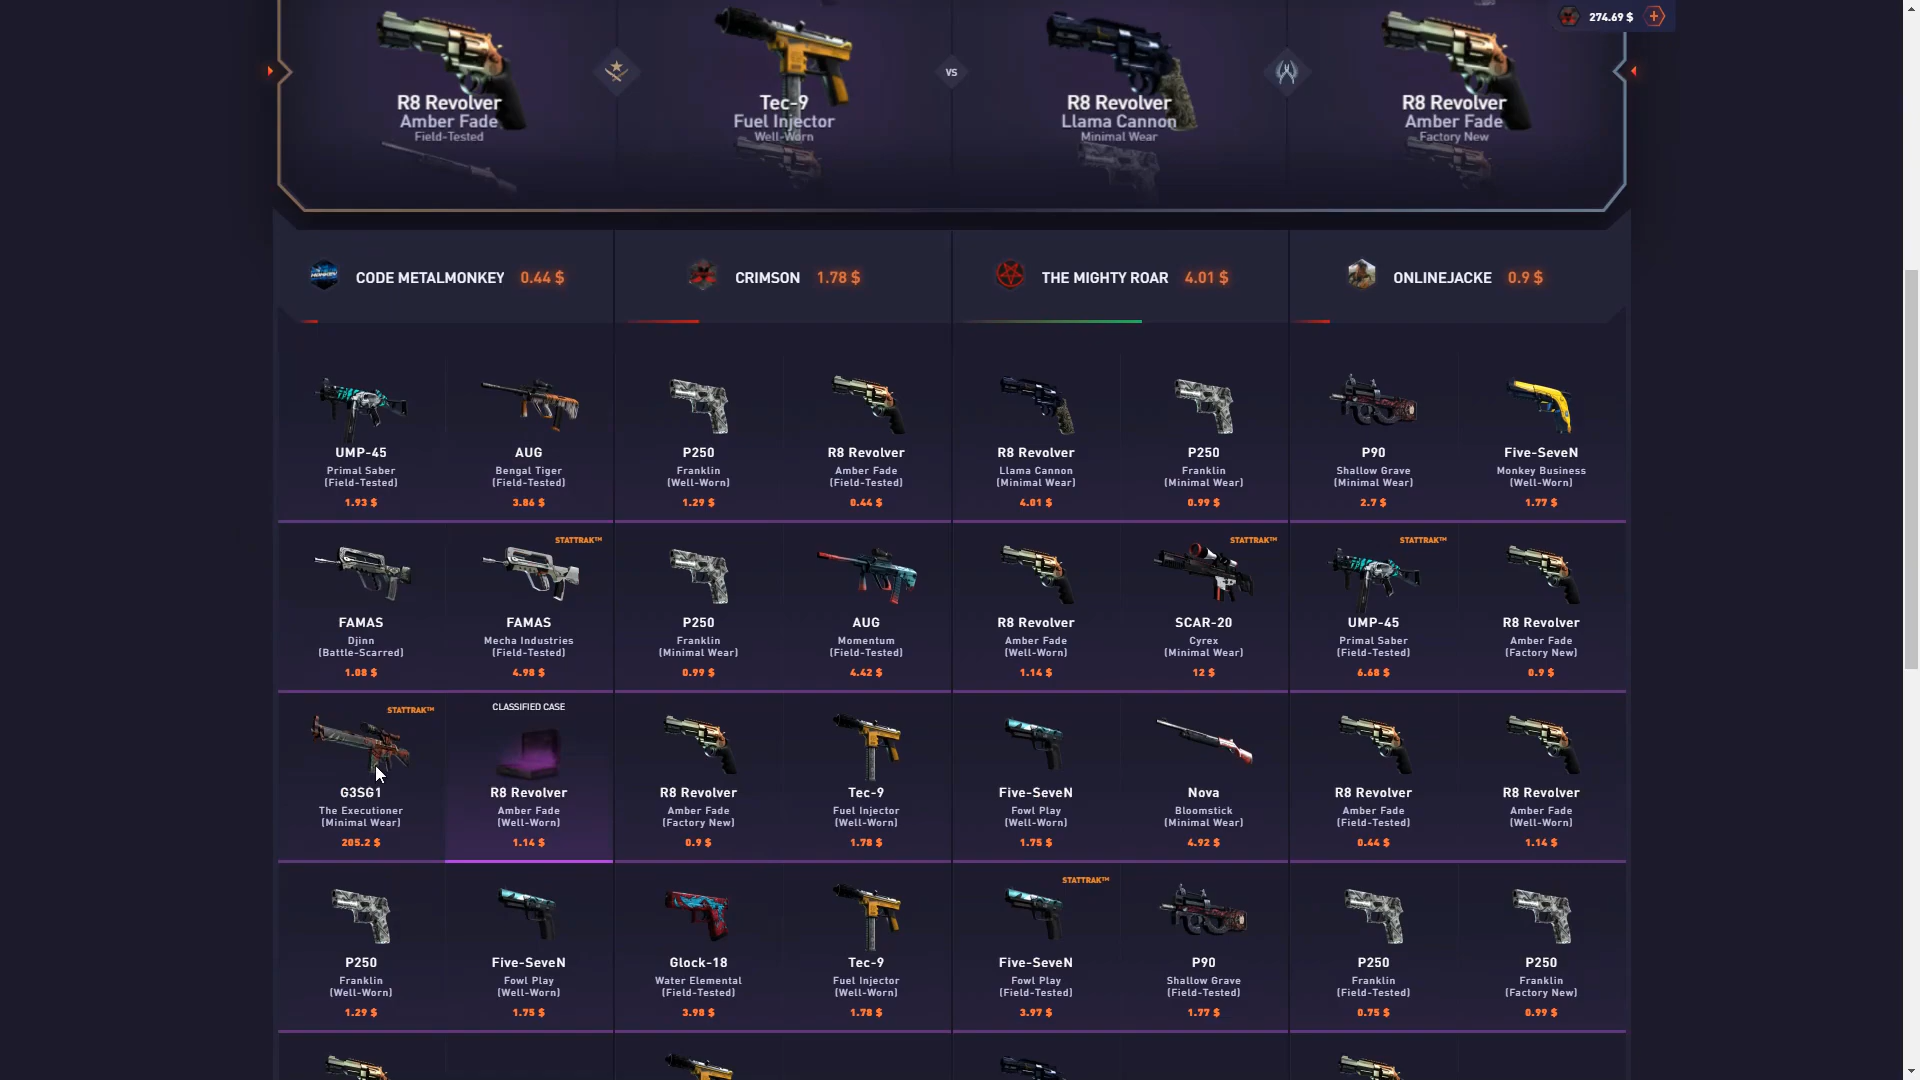 274.69 $
R8 Revolver
Amber Fade
Field-Tested
Tec-9
Fuel Injector
Well-Worn
VS
R8 Revolver
Llama Cannon
Minimal Wear
R8 Revolver
Amber Fade
Factory New
CODE METALMONKEY 0.44 $
CRIMSON 1.78 $
THE MIGHTY ROAR 4.01 $
ONLINEJACKE 0.9 $
UMP-45
Primal Saber
(Field-Tested)
1.93 $
AUG
Bengal Tiger
(Field-Tested)
3.86 $
P250
Franklin
(Well-Worn)
1.29 $
R8 Revolver
Amber Fade
(Field-Tested)
0.44 $
R8 Revolver
Llama Cannon
(Minimal Wear)
4.01 $
P250
Franklin
(Minimal Wear)
0.99 $
P90
Shallow Grave
(Minimal Wear)
2.7 $
Five-SeveN
Monkey Business
(Well-Worn)
1.77 $
FAMAS
Djinn
(Battle-Scarred)
1.08 $
STATTRAK™
FAMAS
Mecha Industries
(Field-Tested)
4.98 $
P250
Franklin
(Minimal Wear)
0.99 $
AUG
Momentum
(Field-Tested)
4.42 $
R8 Revolver
Amber Fade
(Well-Worn)
1.14 $
STATTRAK™
SCAR-20
Cyrex
(Minimal Wear)
12 $
STATTRAK™
UMP-45
Primal Saber
(Field-Tested)
6.68 $
R8 Revolver
Amber Fade
(Factory New)
0.9 $
STATTRAK™
G3SG1
The Executioner
(Minimal Wear)
205.2 $
CLASSIFIED CASE
R8 Revolver
Amber Fade
(Well-Worn)
1.14 $
R8 Revolver
Amber Fade
(Factory New)
0.9 $
Tec-9
Fuel Injector
(Well-Worn)
1.78 $
Five-SeveN
Fowl Play
(Well-Worn)
1.75 $
Nova
Bloomstick
(Minimal Wear)
4.92 $
R8 Revolver
Amber Fade
(Field-Tested)
0.44 $
R8 Revolver
Amber Fade
(Well-Worn)
1.14 $
P250
Franklin
(Well-Worn)
1.29 $
Five-SeveN
Fowl Play
(Well-Worn)
1.75 $
Glock-18
Water Elemental
(Field-Tested)
3.98 $
Tec-9
Fuel Injector
(Well-Worn)
1.78 $
STATTRAK™
Five-SeveN
Fowl Play
(Field-Tested)
3.97 $
P90
Shallow Grave
(Field-Tested)
1.77 $
P250
Franklin
(Field-Tested)
0.75 $
P250
Franklin
(Factory New)
0.99 $